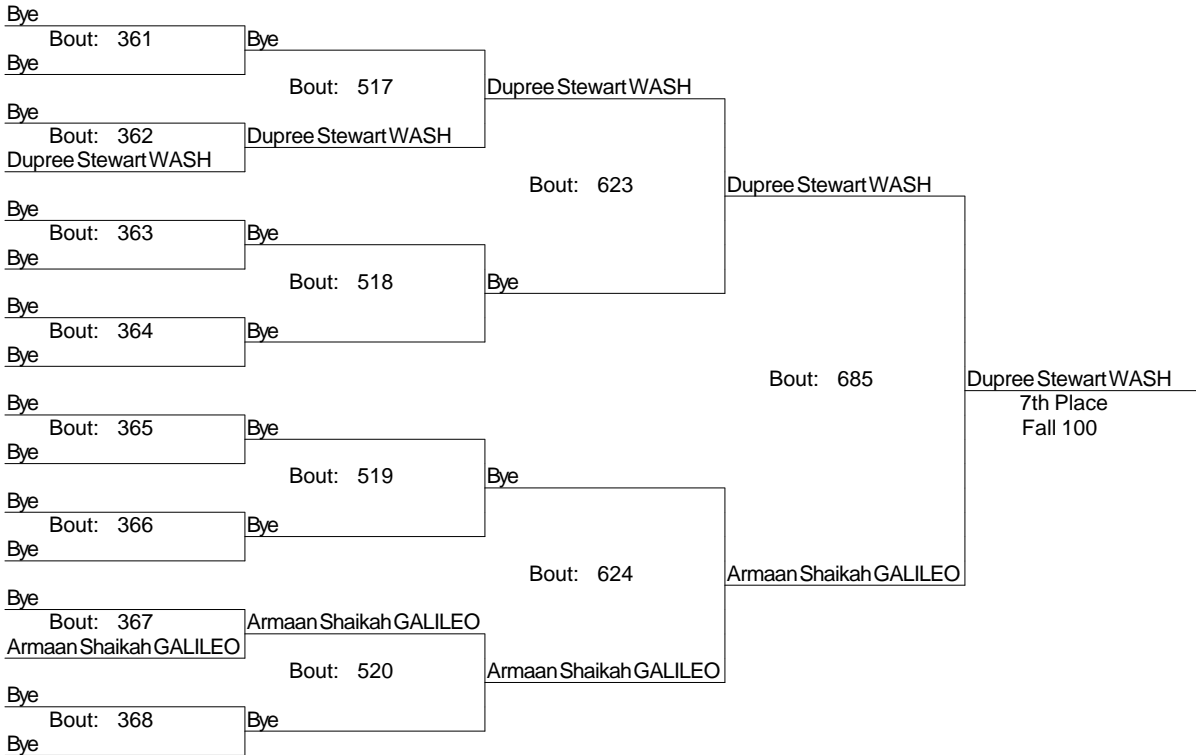 Bye
Bout: 361
Bye
Bye
Bout: 517
Dupree Stewart WASH
Bye
Bout: 362
Dupree Stewart WASH
Dupree Stewart WASH
Bout: 623
Dupree Stewart WASH
Bye
Bout: 363
Bye
Bye
Bout: 518
Bye
Bye
Bout: 364
Bye
Bye
Bout: 685
Dupree Stewart WASH
7th Place
Fall 100
Bye
Bout: 365
Bye
Bye
Bout: 519
Bye
Bye
Bout: 366
Bye
Bye
Bout: 624
Armaan Shaikah GALILEO
Bye
Bout: 367
Armaan Shaikah GALILEO
Armaan Shaikah GALILEO
Bout: 520
Armaan Shaikah GALILEO
Bye
Bout: 368
Bye
Bye